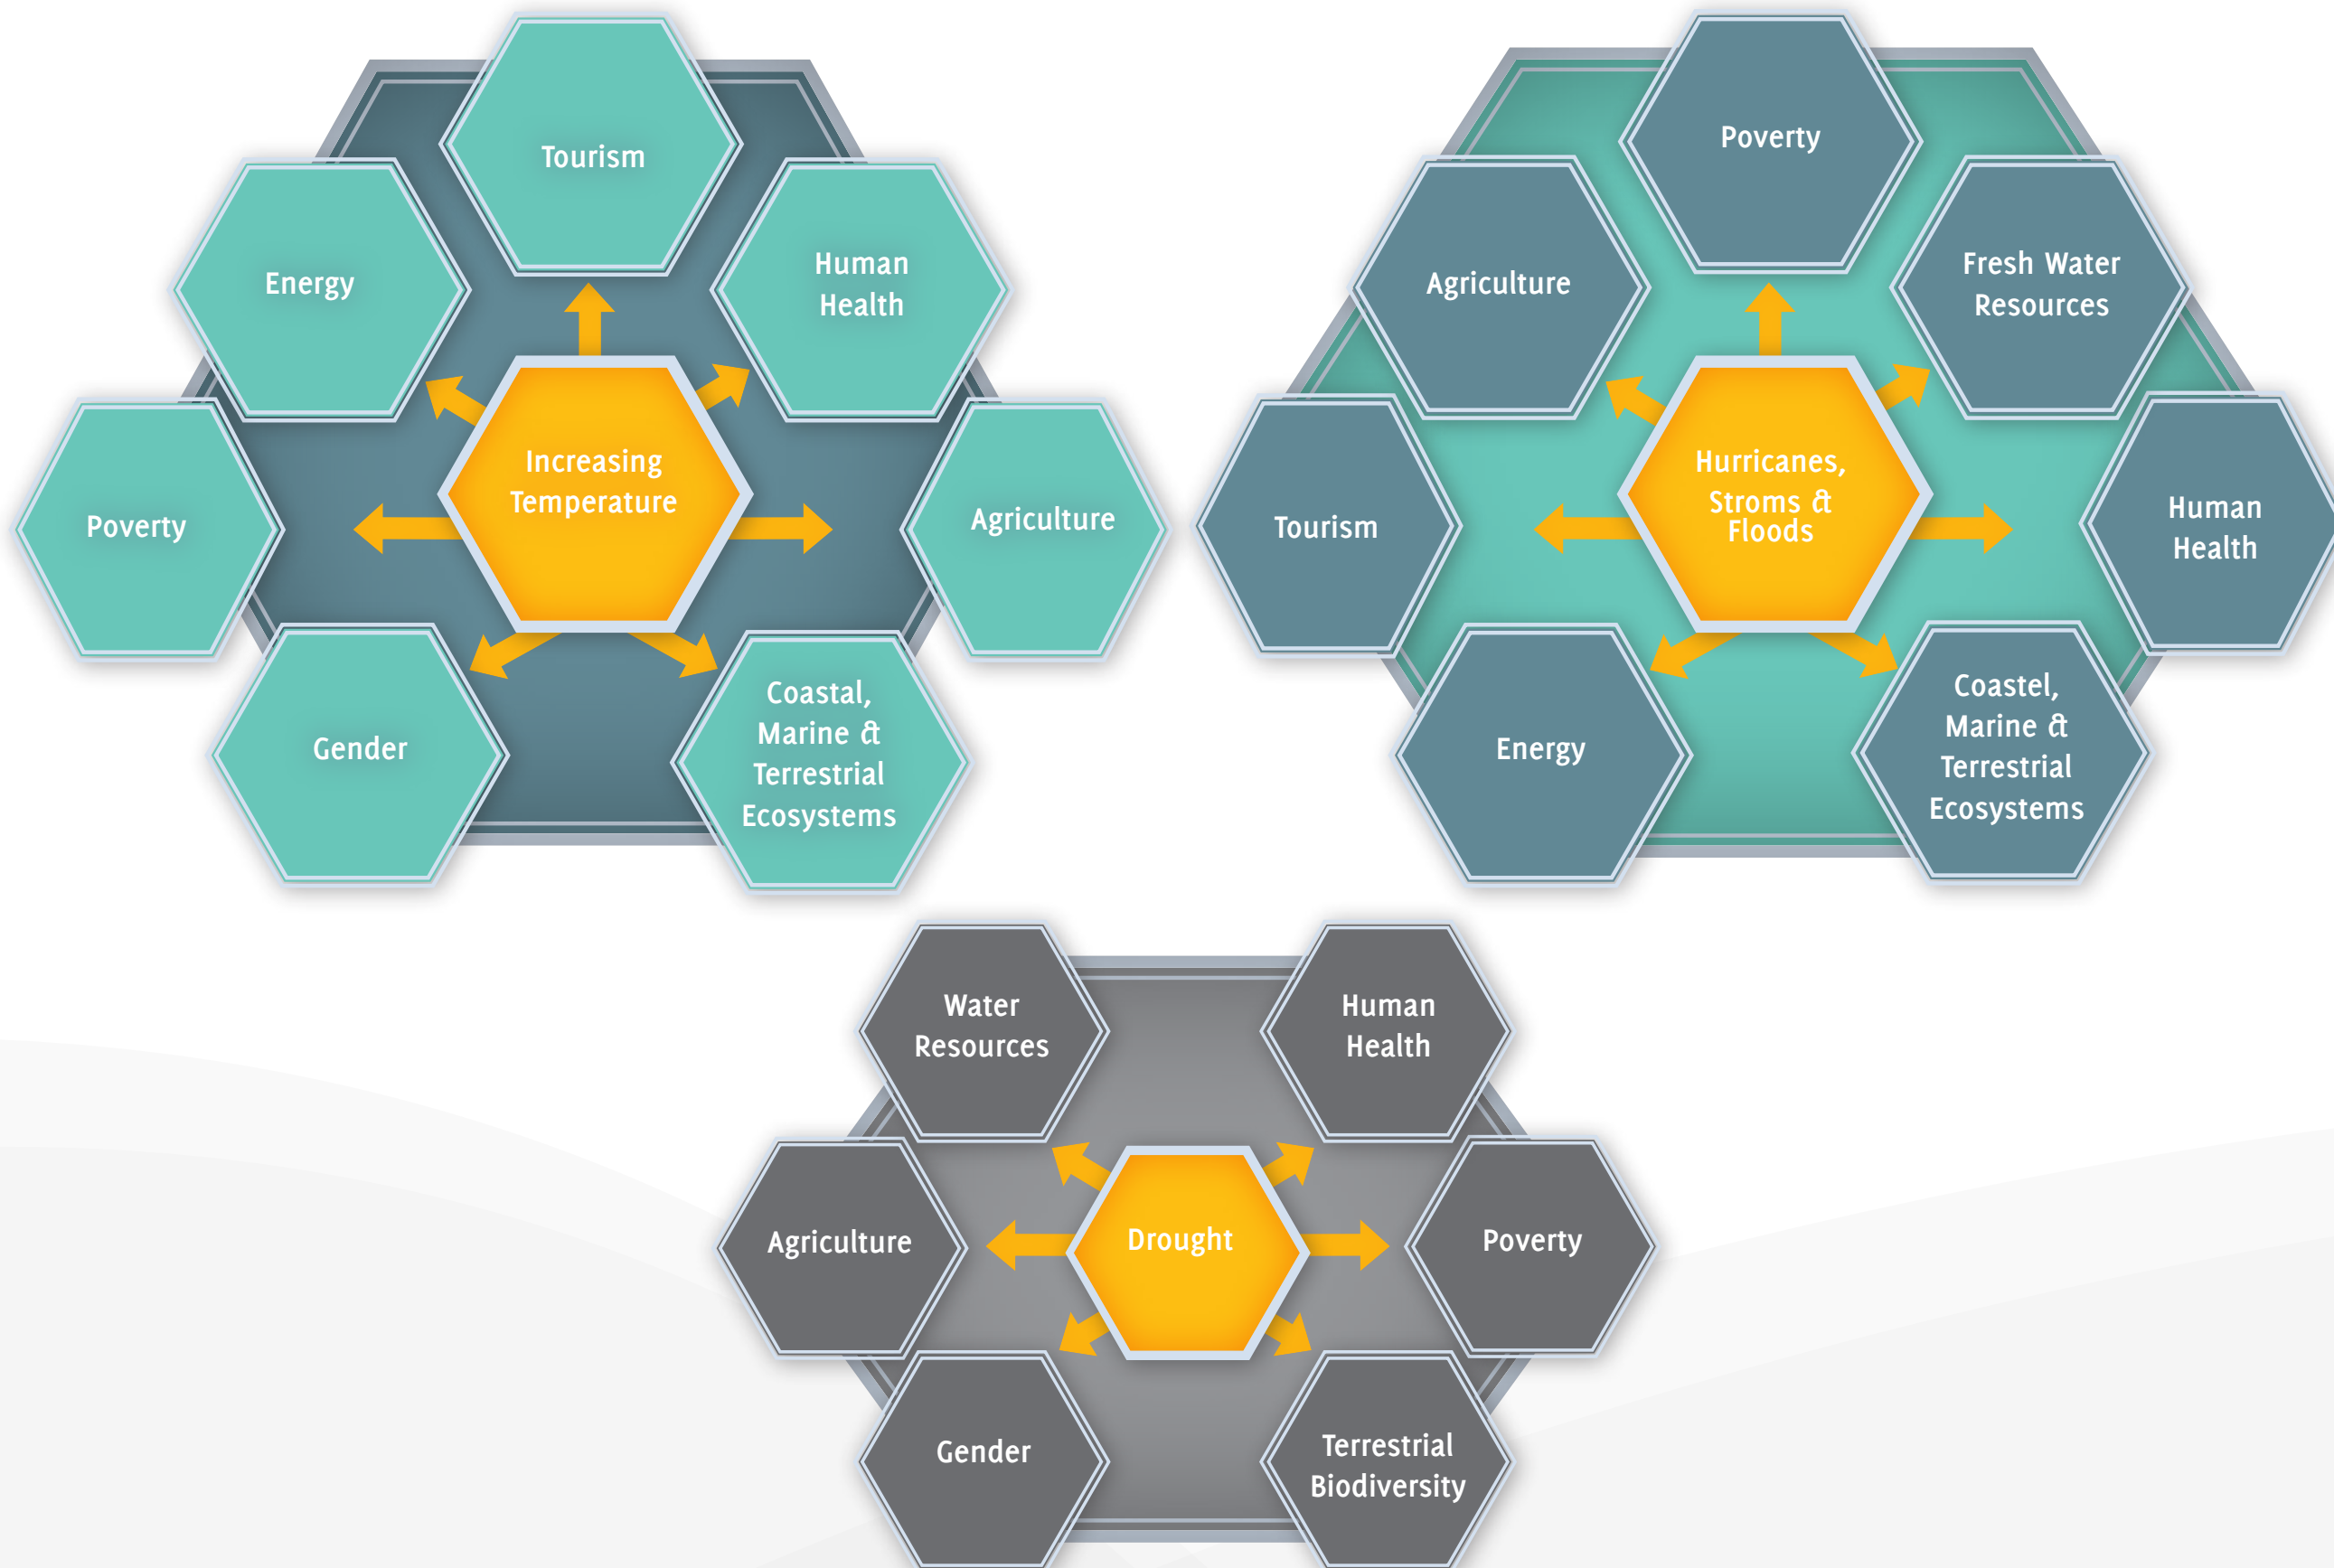 Tourism
Energy
Human
Health
Increasing
Temperature
Poverty
Agriculture
Gender
Coastal,
Marine &
Terrestrial
Ecosystems
Poverty
Agriculture
Fresh Water
Resources
Hurricanes,
Stroms &
Floods
Tourism
Human
Health
Energy
Coastel,
Marine &
Terrestrial
Ecosystems
Water
Resources
Human
Health
Agriculture
Drought
Poverty
Gender
Terrestrial
Biodiversity